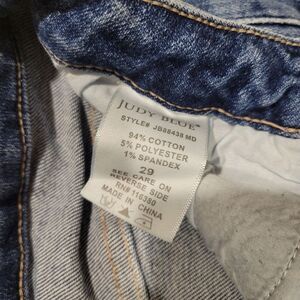 JUDY BLUE®
STYLE# JB88438 MD
94% COTTON
5% POLYESTER
1% SPANDEX
29
SEE CARE ON
REVERSE SIDE
RN# 116350
MADE IN CHINA